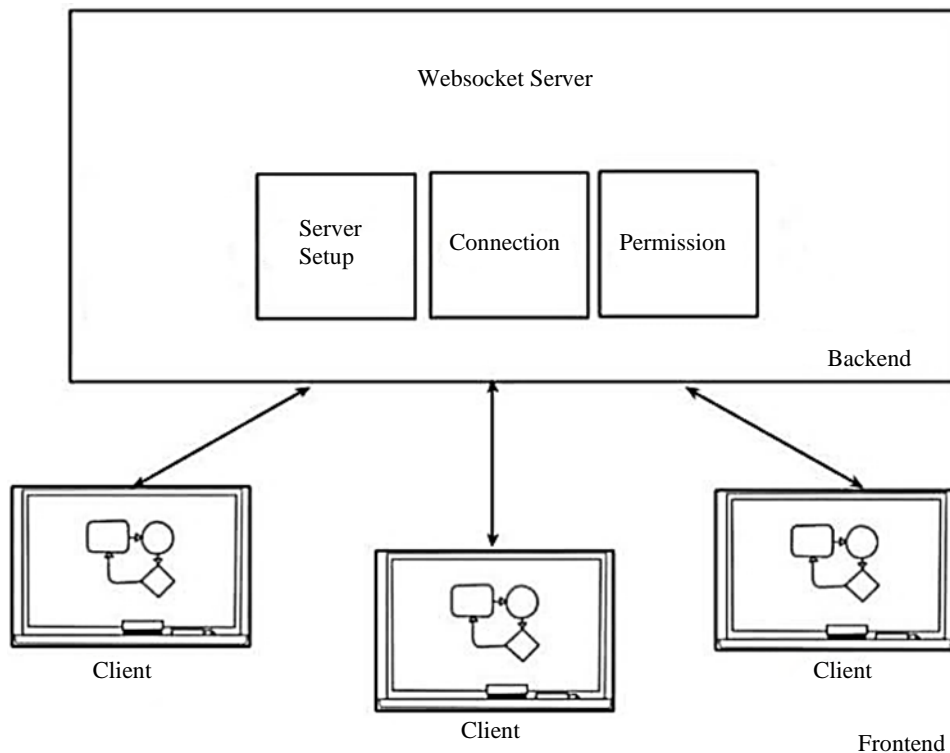 Websocket Server
Server
Setup
Connection
Permission
Backend
Client
Client
Client
Frontend